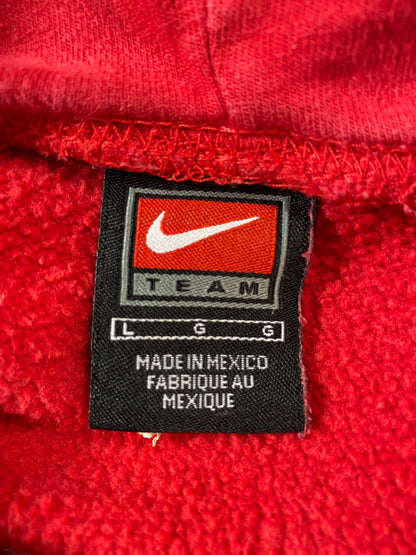 TEAM
L G G
MADE IN MEXICO
FABRIQUE AU
MEXIQUE